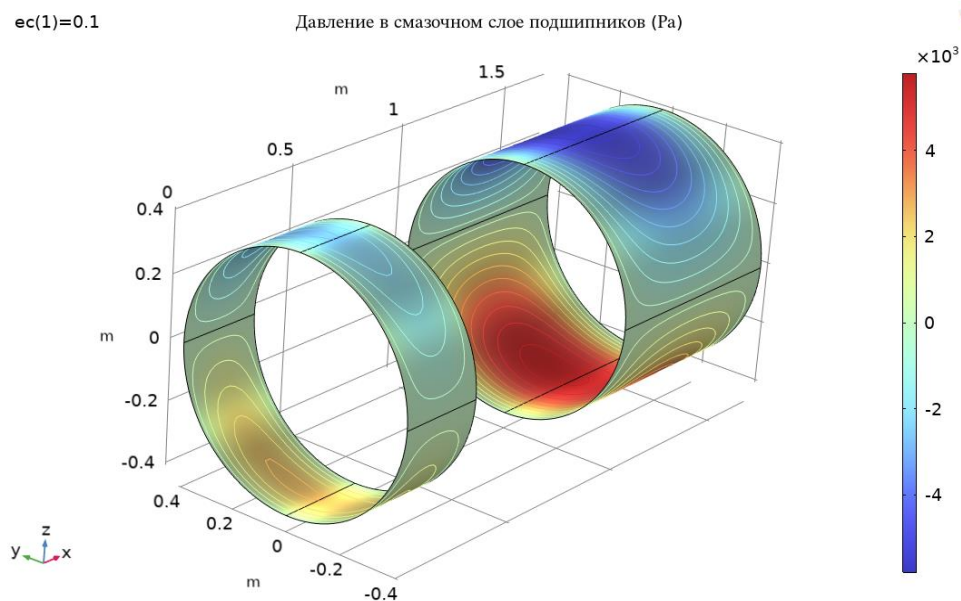 ec(1)=0.1
Давление в смазочном слое подшипников (Pa)
×10³
m
1.5
1
0.5
0
0.4
0.2
m
0
-0.2
-0.4
0.4
0.2
0
-0.2
-0.4
m
4
2
0
-2
-4
z
y
x